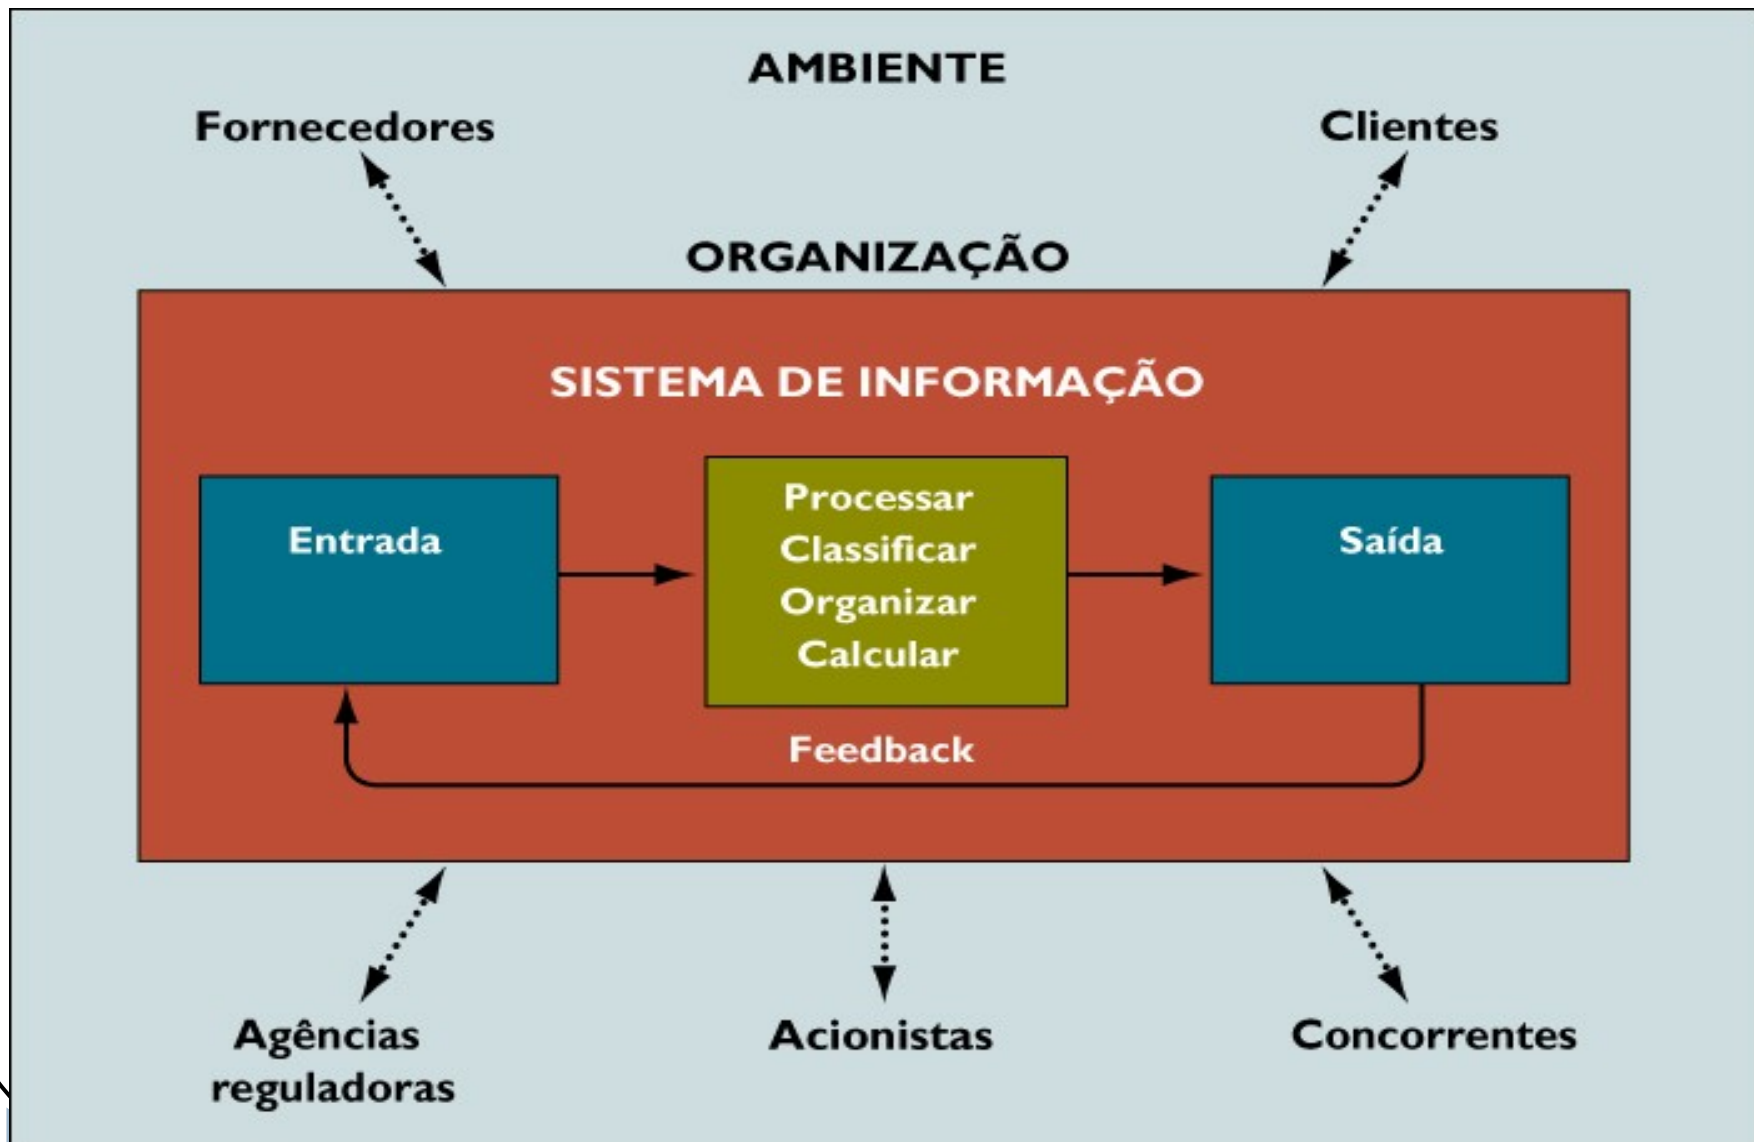 AMBIENTE
Fornecedores
Clientes
ORGANIZAÇÃO
SISTEMA DE INFORMAÇÃO
Entrada
Processar
Classificar
Organizar
Calcular
Saída
Feedback
Agências
reguladoras
Acionistas
Concorrentes